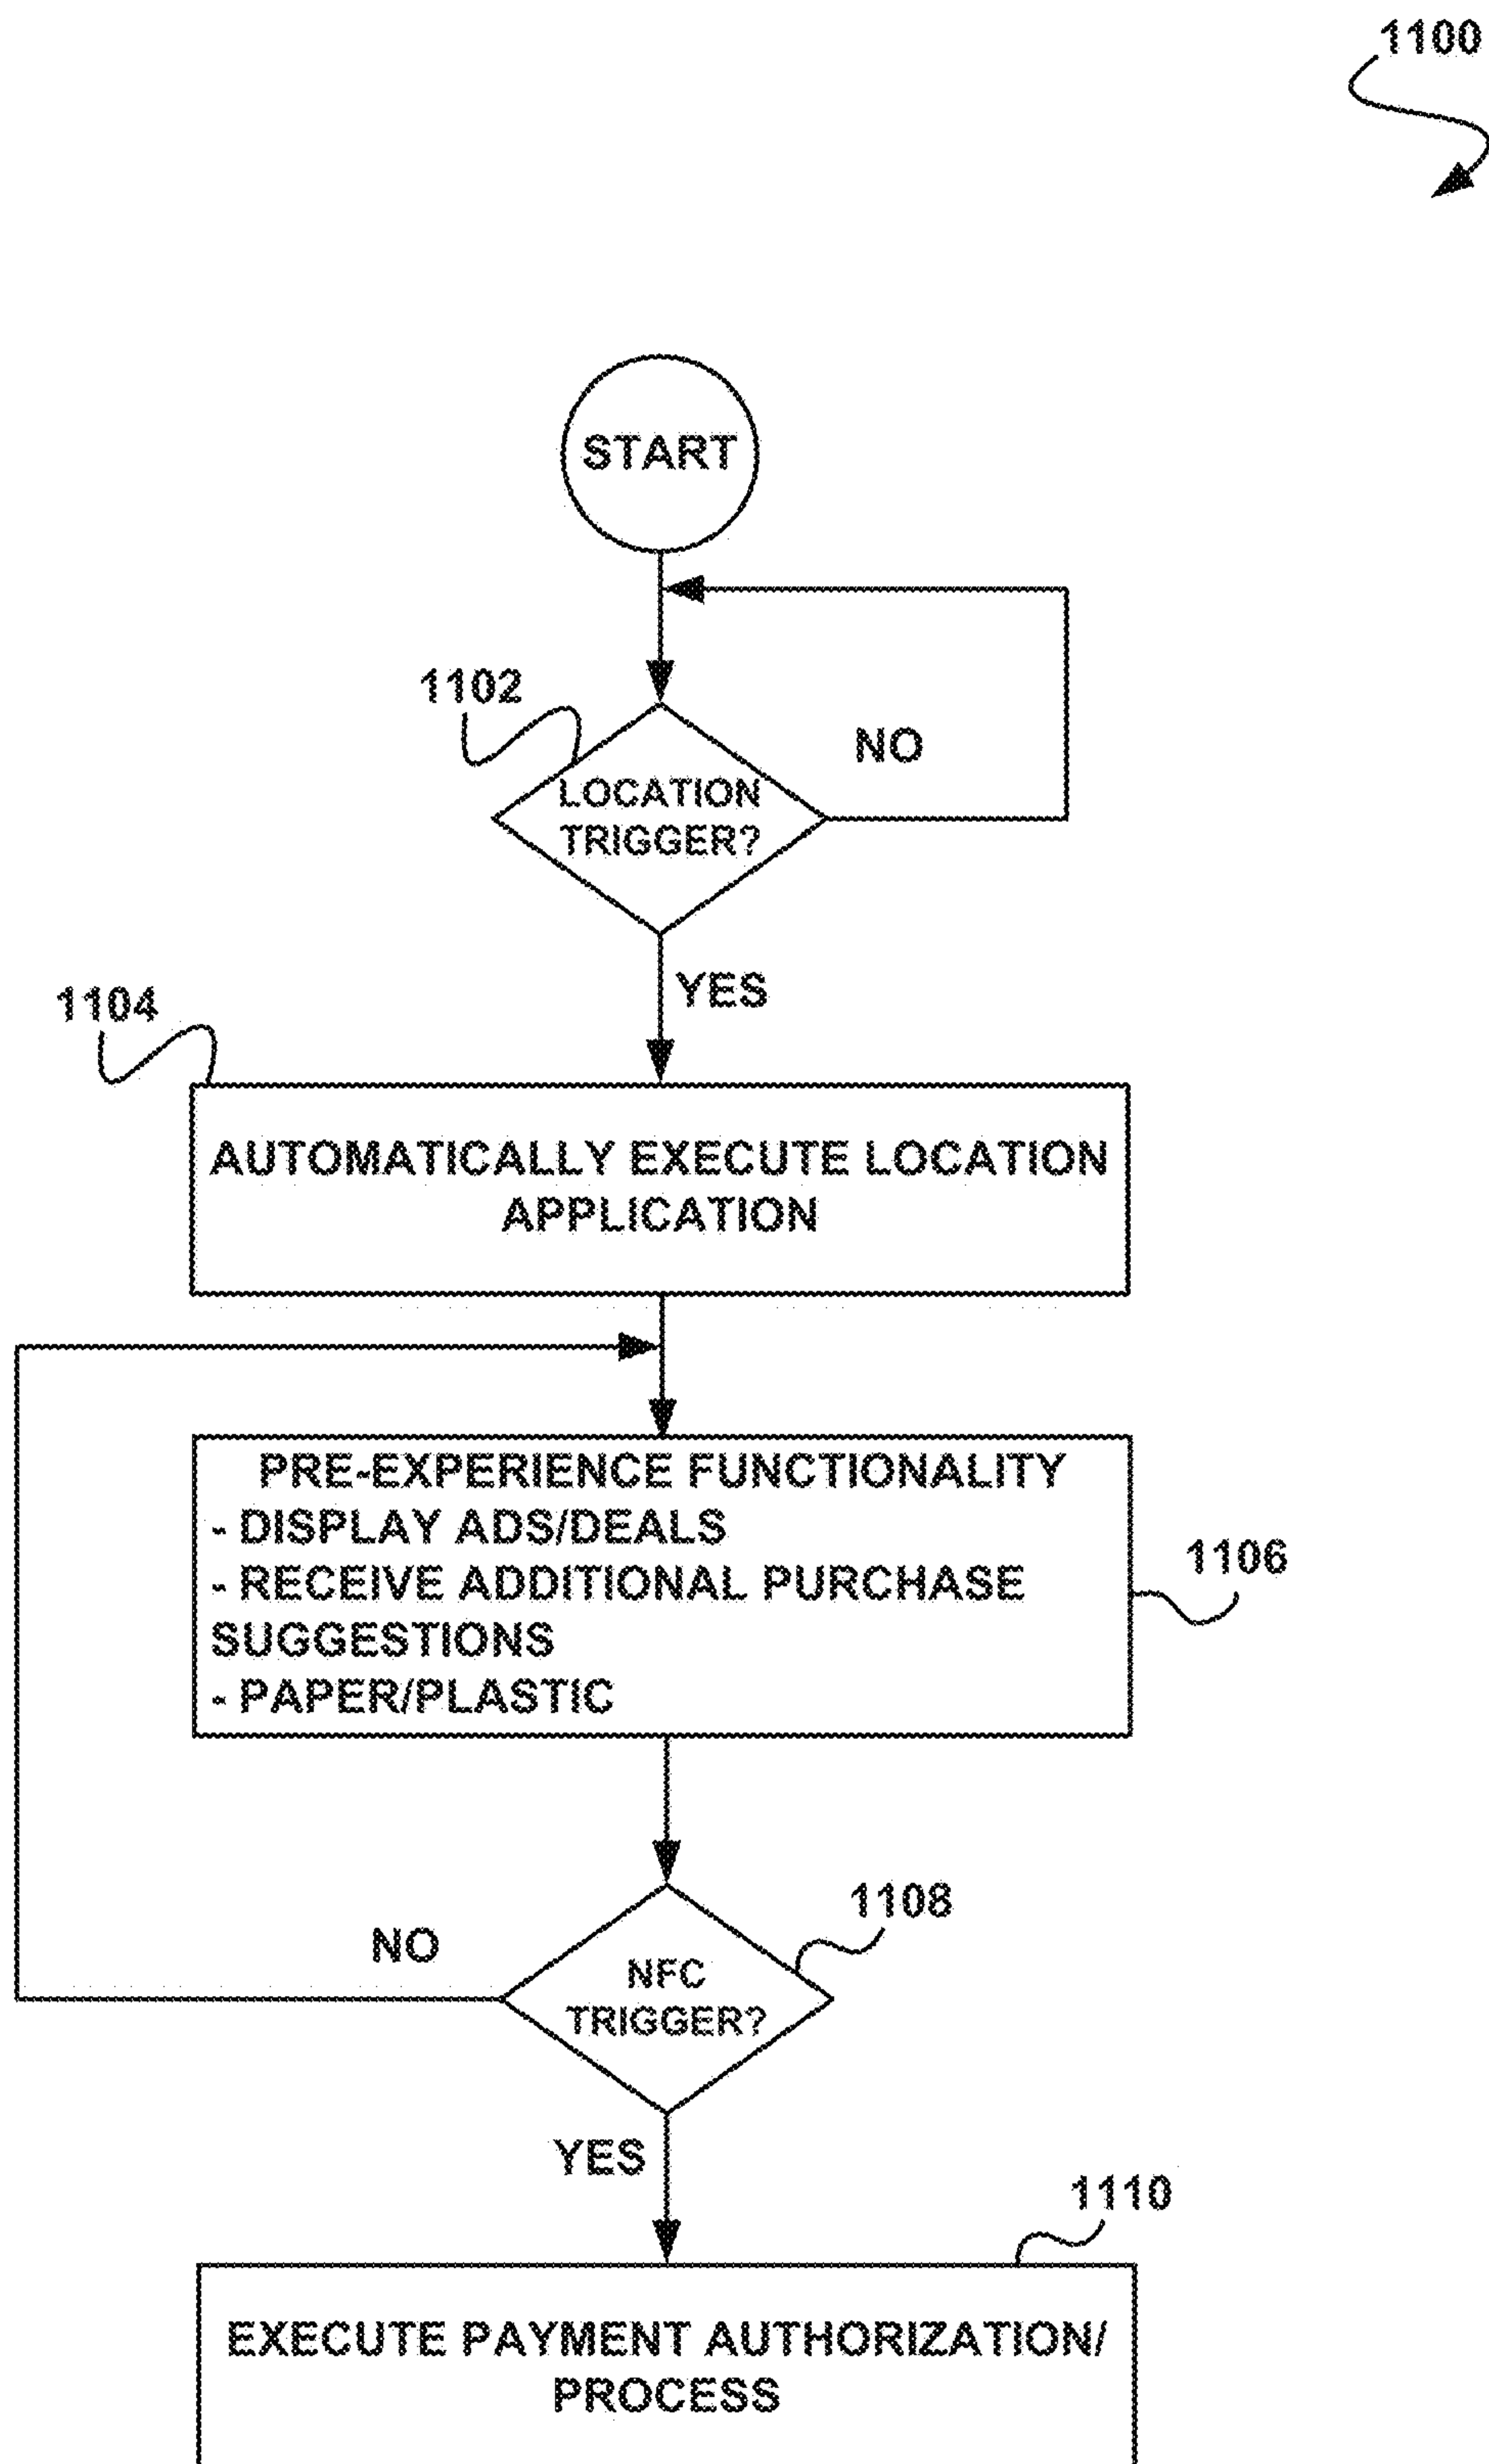 1100
START
1102
NO
LOCATION
TRIGGER?
YES
1104
AUTOMATICALLY EXECUTE LOCATION
APPLICATION
PRE-EXPERIENCE FUNCTIONALITY
- DISPLAY ADS/DEALS
- RECEIVE ADDITIONAL PURCHASE
SUGGESTIONS
- PAPER/PLASTIC
1106
1108
NO
NFC
TRIGGER?
YES
1110
EXECUTE PAYMENT AUTHORIZATION/
PROCESS